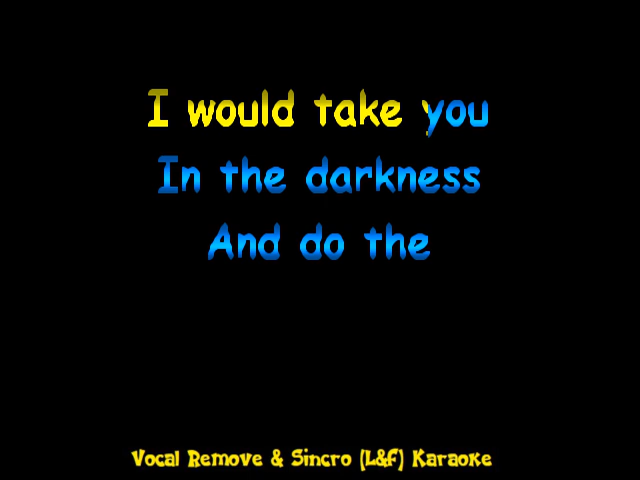 I would take you
In the darkness
And do the
Vocal Remove & Sincro (L&F) Karaoke